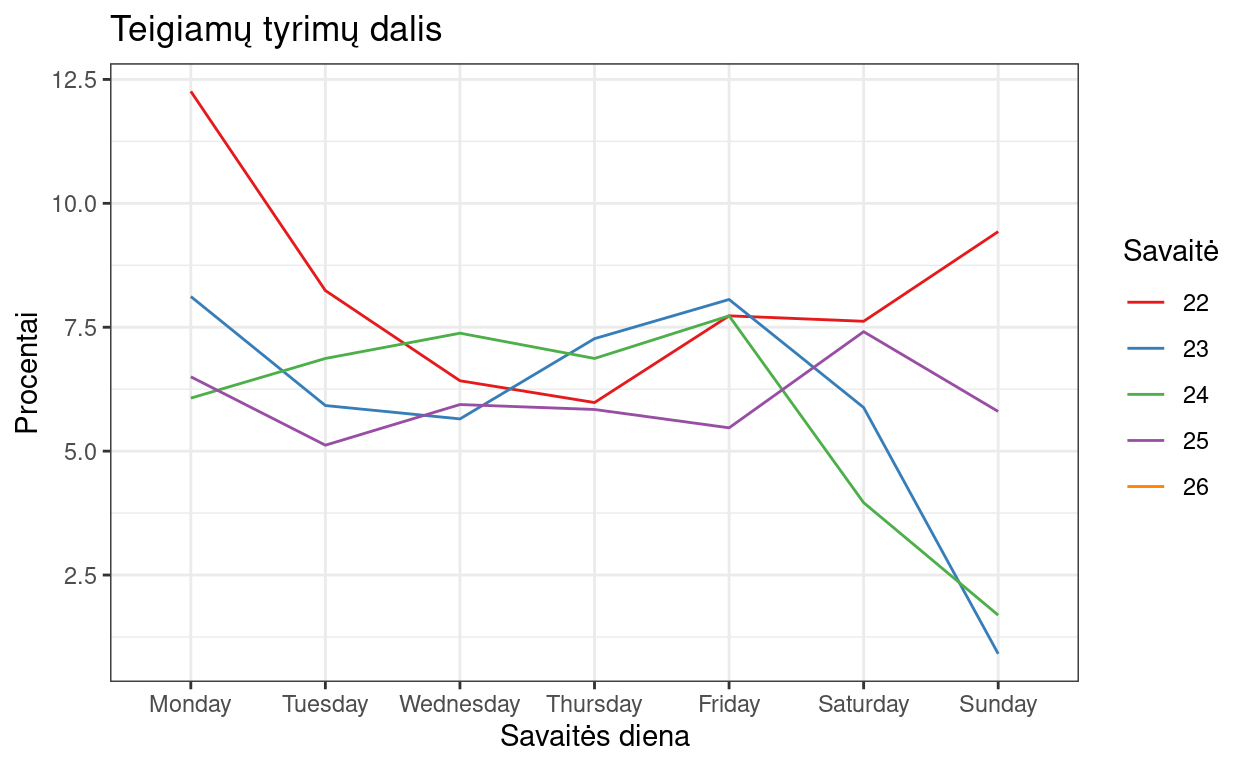 Teigiamų tyrimų dalis
12.5
10.0
7.5
5.0
2.5
Procentai
Monday Tuesday Wednesday Thursday Friday Saturday Sunday
Savaitės diena
Savaitė
22
23
24
25
26